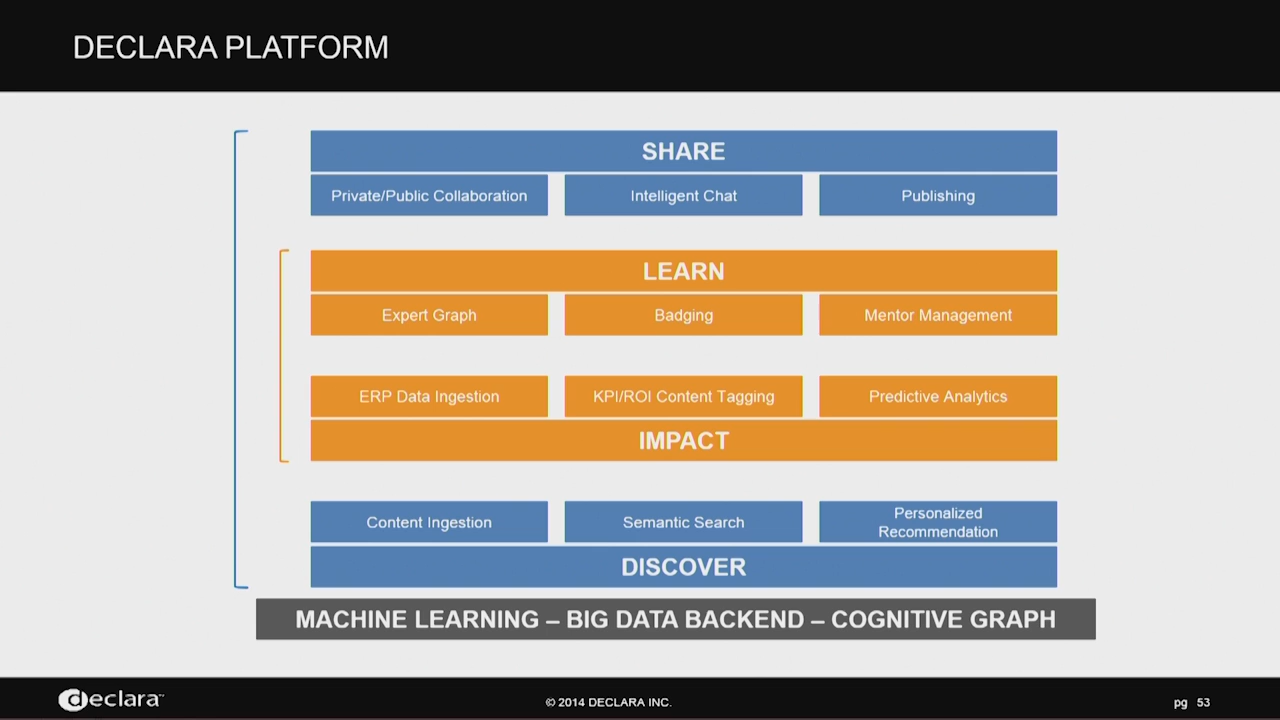 DECLARA PLATFORM
SHARE
Private/Public Collaboration
Intelligent Chat
Publishing
LEARN
Expert Graph
Badging
Mentor Management
ERP Data Ingestion
KPI/ROI Content Tagging
Predictive Analytics
IMPACT
Content Ingestion
Semantic Search
Personalized
Recommendation
DISCOVER
MACHINE LEARNING – BIG DATA BACKEND – COGNITIVE GRAPH
declara™
© 2014 DECLARA INC.
pg 53